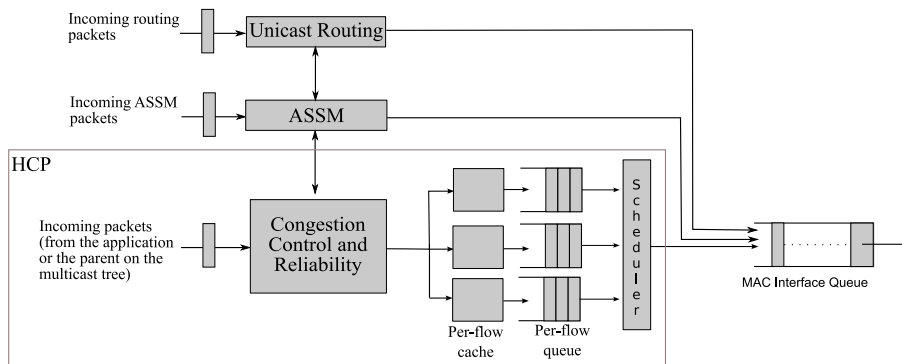 Incoming routing
packets
Unicast Routing
Incoming ASSM
packets
ASSM
HCP
Incoming packets
(from the application
or the parent on the
multicast tree)
Congestion
Control and
Reliability
Per-flow
cache
Per-flow
queue
Scheduler
MAC Interface Queue